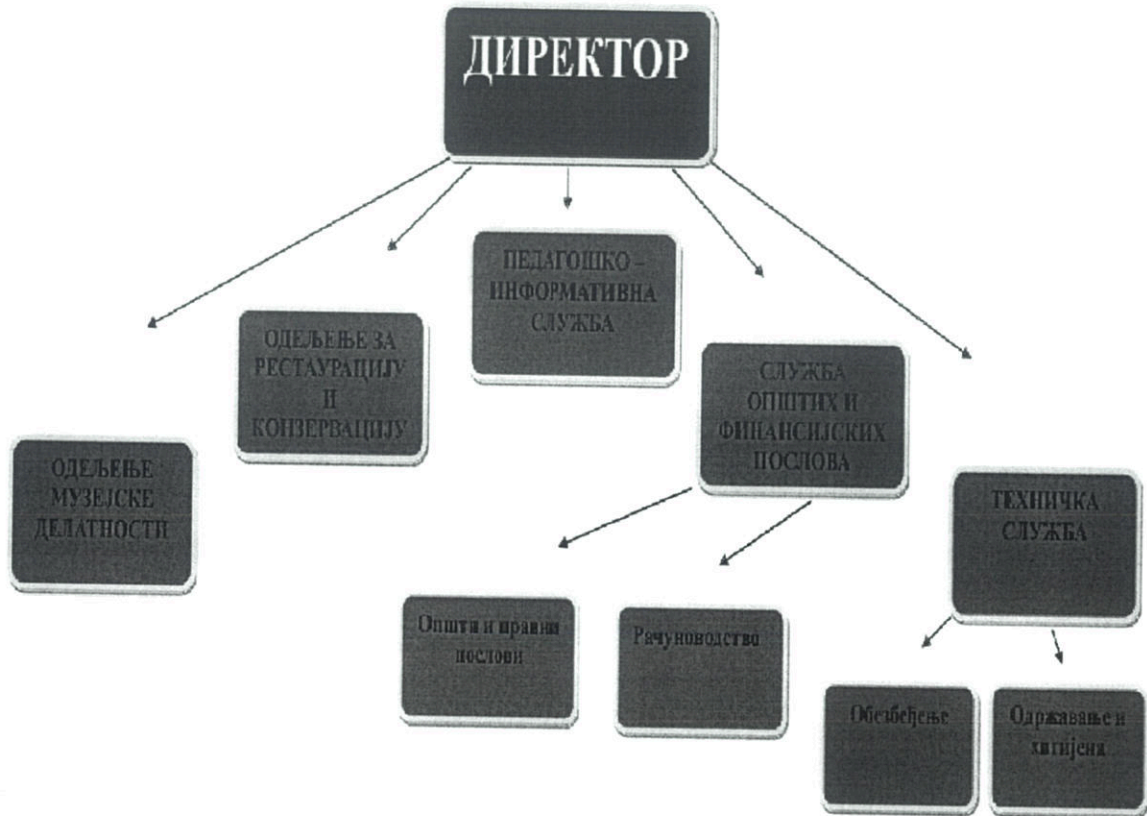 ДИРЕКТОР
ПЕДАГОШКО –
ИНФОРМАТИВНА
СЛУЖБА
ОДЕЉЕЊЕ ЗА
РЕСТАУРАЦИЈУ
И
КОНЗЕРВАЦИЈУ
СЛУЖБА
ОПШТИХ И
ФИНАНСИЈСКИХ
ПОСЛОВА
ОДЕЉЕЊЕ
МУЗЕЈСКЕ
ДЕЛАТНОСТИ
ТЕХНИЧКА
СЛУЖБА
Општи и правни
послови
Рачуноводство
Обезбеђење
Одржавање и
хигијена